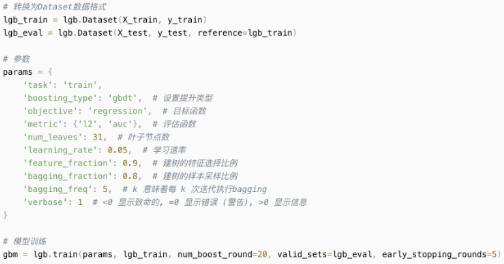 # 转换为Dataset数据格式
lgb_train = lgb.Dataset(X_train, y_train)
lgb_eval = lgb.Dataset(X_test, y_test, reference=lgb_train)
# 参数
params = {
'task': 'train',
'boosting_type': 'gbdt', # 设置提升类型
'objective': 'regression', # 目标函数
'metric': {'l2', 'auc'}, # 评估函数
'num_leaves': 31, # 叶子节点数
'learning_rate': 0.05, # 学习速率
'feature_fraction': 0.9, # 建树的特征选择比例
'bagging_fraction': 0.8, # 建树的样本采样比例
'bagging_freq': 5, # k 意味着每 k 次迭代执行bagging
'verbose': 1 # <0 显示致命的, =0 显示错误 (警告), >0 显示信息
}
# 模型训练
gbm = lgb.train(params, lgb_train, num_boost_round=20, valid_sets=lgb_eval, early_stopping_rounds=5)